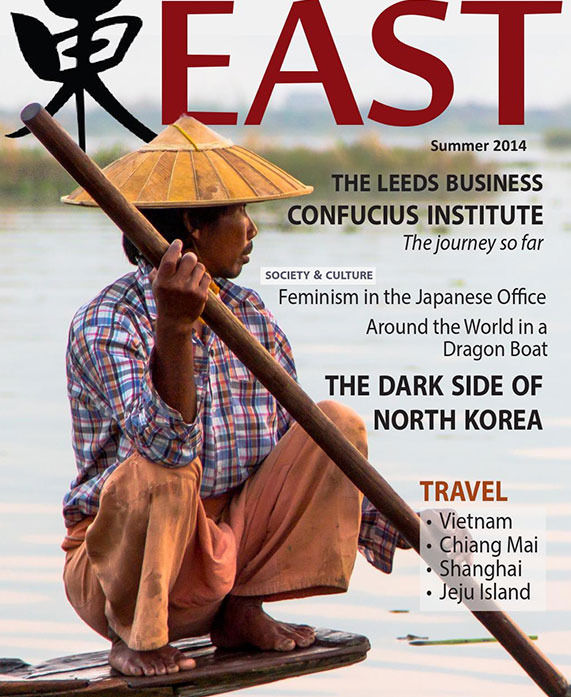 東 EAST
Summer 2014
THE LEEDS BUSINESS
CONFUCIUS INSTITUTE
The journey so far
SOCIETY & CULTURE
Feminism in the Japanese Office
Around the World in a
Dragon Boat
THE DARK SIDE OF
NORTH KOREA
TRAVEL
• Vietnam
• Chiang Mai
• Shanghai
• Jeju Island